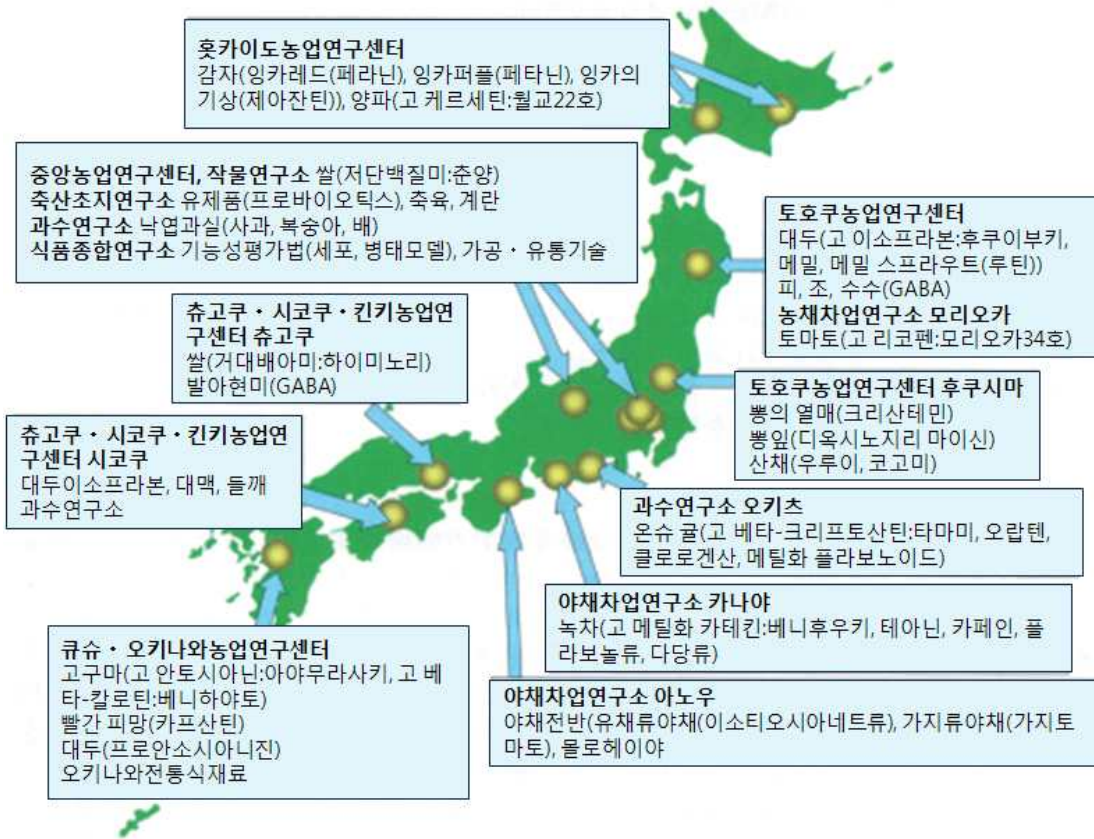 홋카이도농업연구센터
감자(잉카레드(페라닌), 잉카퍼플(페타닌), 잉카의
기상(제아잔틴)), 양파(고 케르세틴:월교22호)
중앙농업연구센터, 작물연구소 쌀(저단백질미:춘양)
축산초지연구소 유제품(프로바이오틱스), 축육, 계란
과수연구소 낙엽과실(사과, 복숭아, 배)
식품종합연구소 기능성평가법(세포, 병태모델), 가공・유통기술
토호쿠농업연구센터
대두(고 이소프라본:후쿠이부키,
메밀, 메밀 스프라우트(루틴))
피, 조, 수수(GABA)
농채차업연구소 모리오카
토마토(고 리코펜:모리오카34호)
츄고쿠・시코쿠・킨키농업연
구센터 츄고쿠
쌀(거대배아미:하이미노리)
발아현미(GABA)
토호쿠농업연구센터 후쿠시마
뽕의 열매(크리산테민)
뽕잎(디옥시노지리 마이신)
산채(우루이, 코고미)
츄고쿠・시코쿠・킨키농업연
구센터 시코쿠
대두이소프라본, 대맥, 들깨
과수연구소
과수연구소 오키츠
온슈 귤(고 베타-크리프토산틴:타마미, 오랍텐,
클로로겐산, 메틸화 플라보노이드)
야채차업연구소 카나야
녹차(고 메틸화 카테킨:베니후우키, 테아닌, 카페인, 플
라보놀류, 다당류)
큐슈・오키나와농업연구센터
고구마(고 안토시아닌:아야무라사키, 고 베
타-칼로틴:베니하야토)
빨간 피망(카프산틴)
대두(프로안소시아니진)
오키나와전통식재료
야채차업연구소 아노우
야채전반(유채류야채(이소티오시아네트류), 가지류야채(가지토
마토), 몰로헤이야